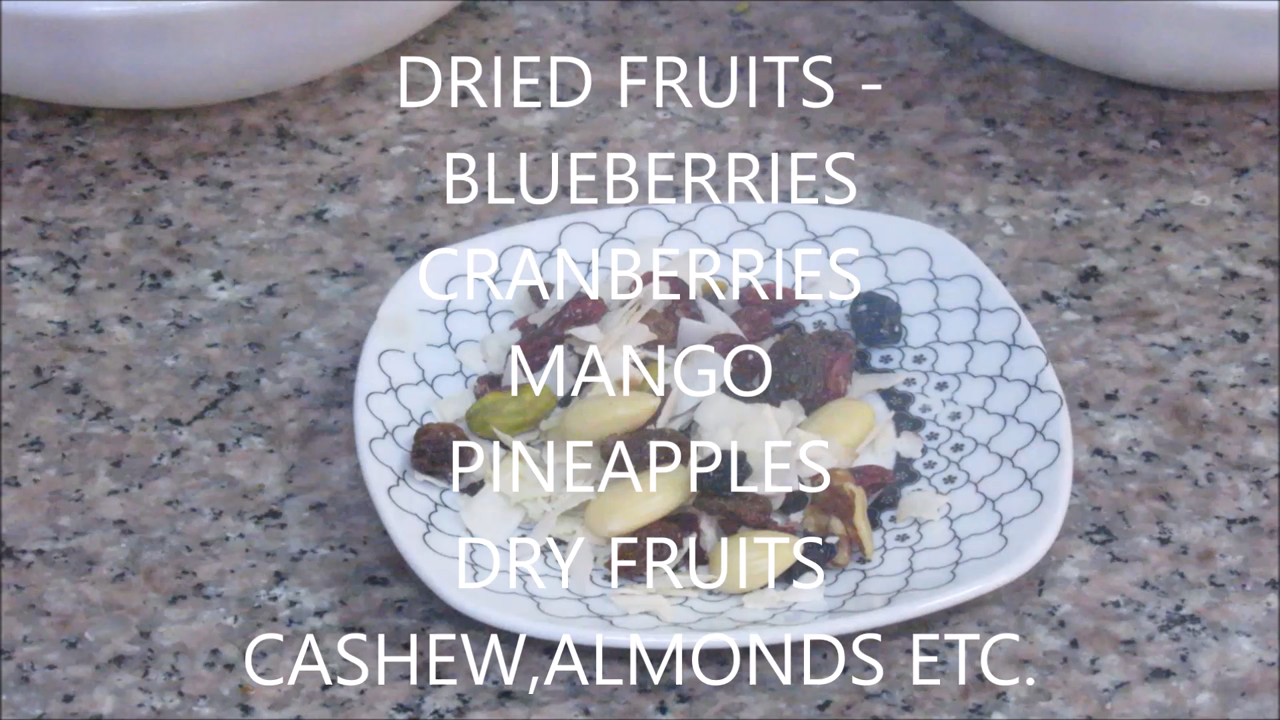 DRIED FRUITS -
BLUEBERRIES
CRANBERRIES
MANGO
PINEAPPLES
DRY FRUITS
CASHEW,ALMONDS ETC.